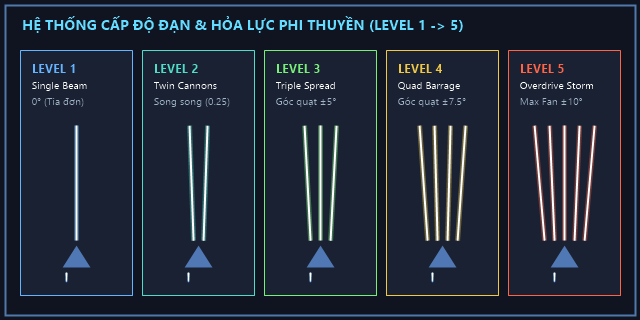 HỆ THỐNG CẤP ĐỘ ĐẠN & HỎA LỰC PHI THUYỀN (LEVEL 1 -> 5)
LEVEL 1
Single Beam
0° (Tia đơn)
LEVEL 2
Twin Cannons
Song song (0.25)
LEVEL 3
Triple Spread
Góc quạt ±5°
LEVEL 4
Quad Barrage
Góc quạt ±7.5°
LEVEL 5
Overdrive Storm
Max Fan ±10°